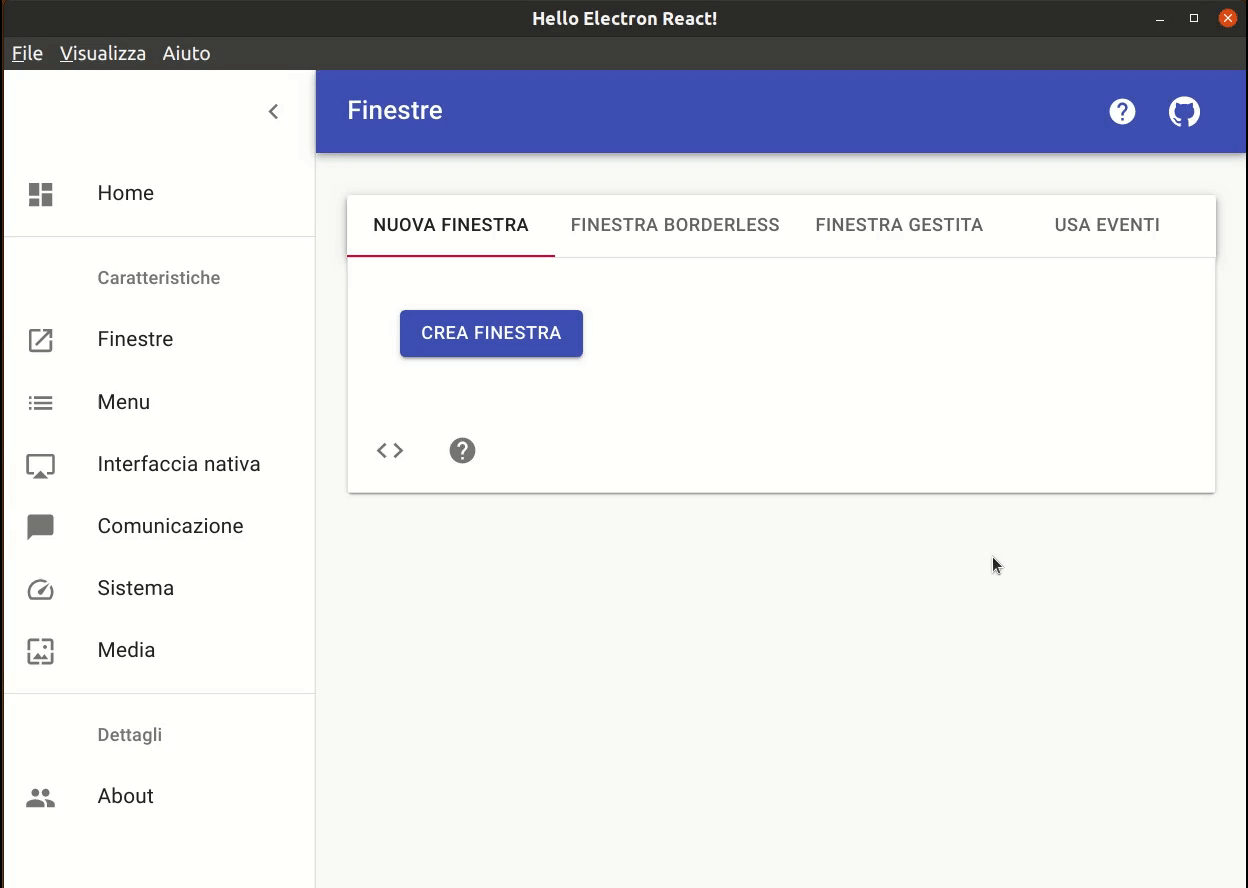 Hello Electron React!
File Visualizza Aiuto
Finestre
Home
Caratteristiche
Finestre
Menu
Interfaccia nativa
Comunicazione
Sistema
Media
Dettagli
About
NUOVA FINESTRA FINESTRA BORDERLESS FINESTRA GESTITA USA EVENTI
CREA FINESTRA